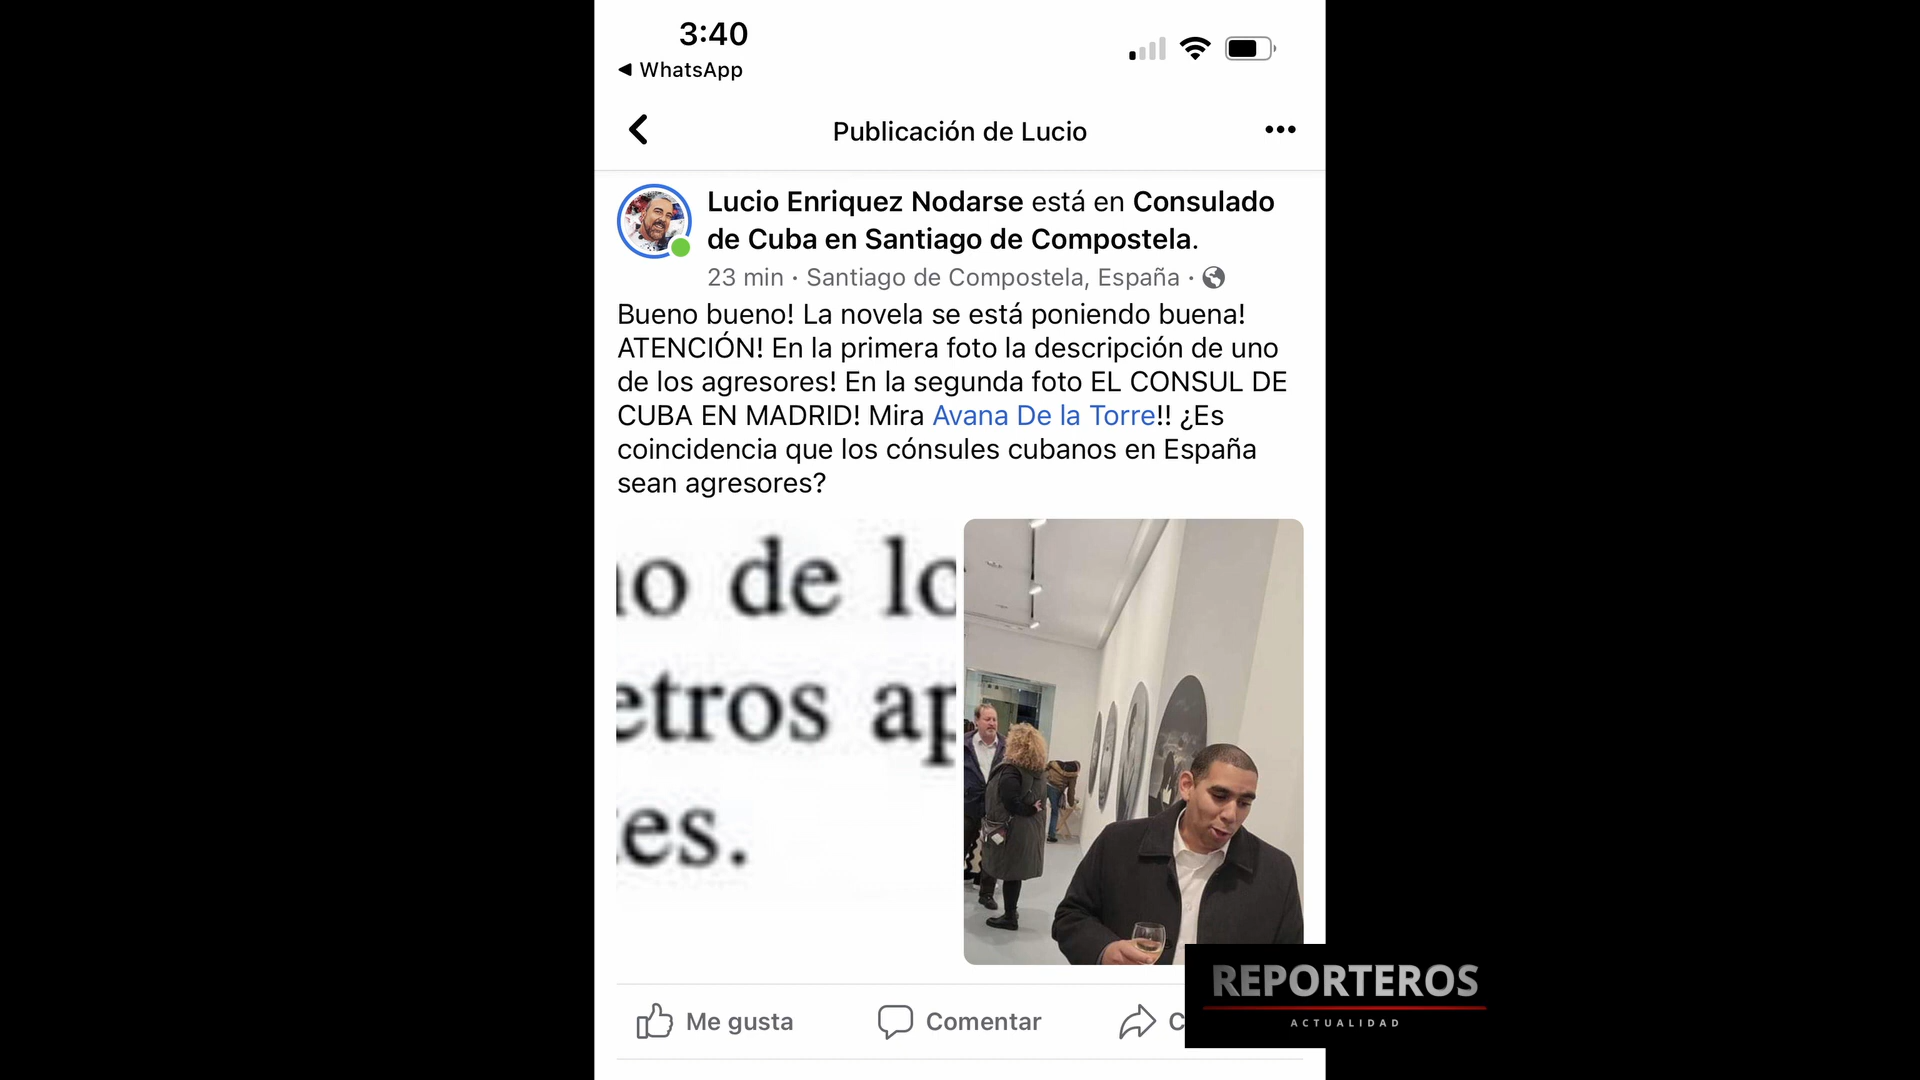 3:40
WhatsApp
Publicación de Lucio
Lucio Enriquez Nodarse está en Consulado
de Cuba en Santiago de Compostela.
23 min · Santiago de Compostela, España ·
Bueno bueno! La novela se está poniendo buena!
ATENCIÓN! En la primera foto la descripción de uno
de los agresores! En la segunda foto EL CONSUL DE
CUBA EN MADRID! Mira Avana De la Torre!! ¿Es
coincidencia que los cónsules cubanos en España
sean agresores?
o de lo
etros ap
es.
Me gusta
Comentar
C
REPORTEROS
ACTUALIDAD